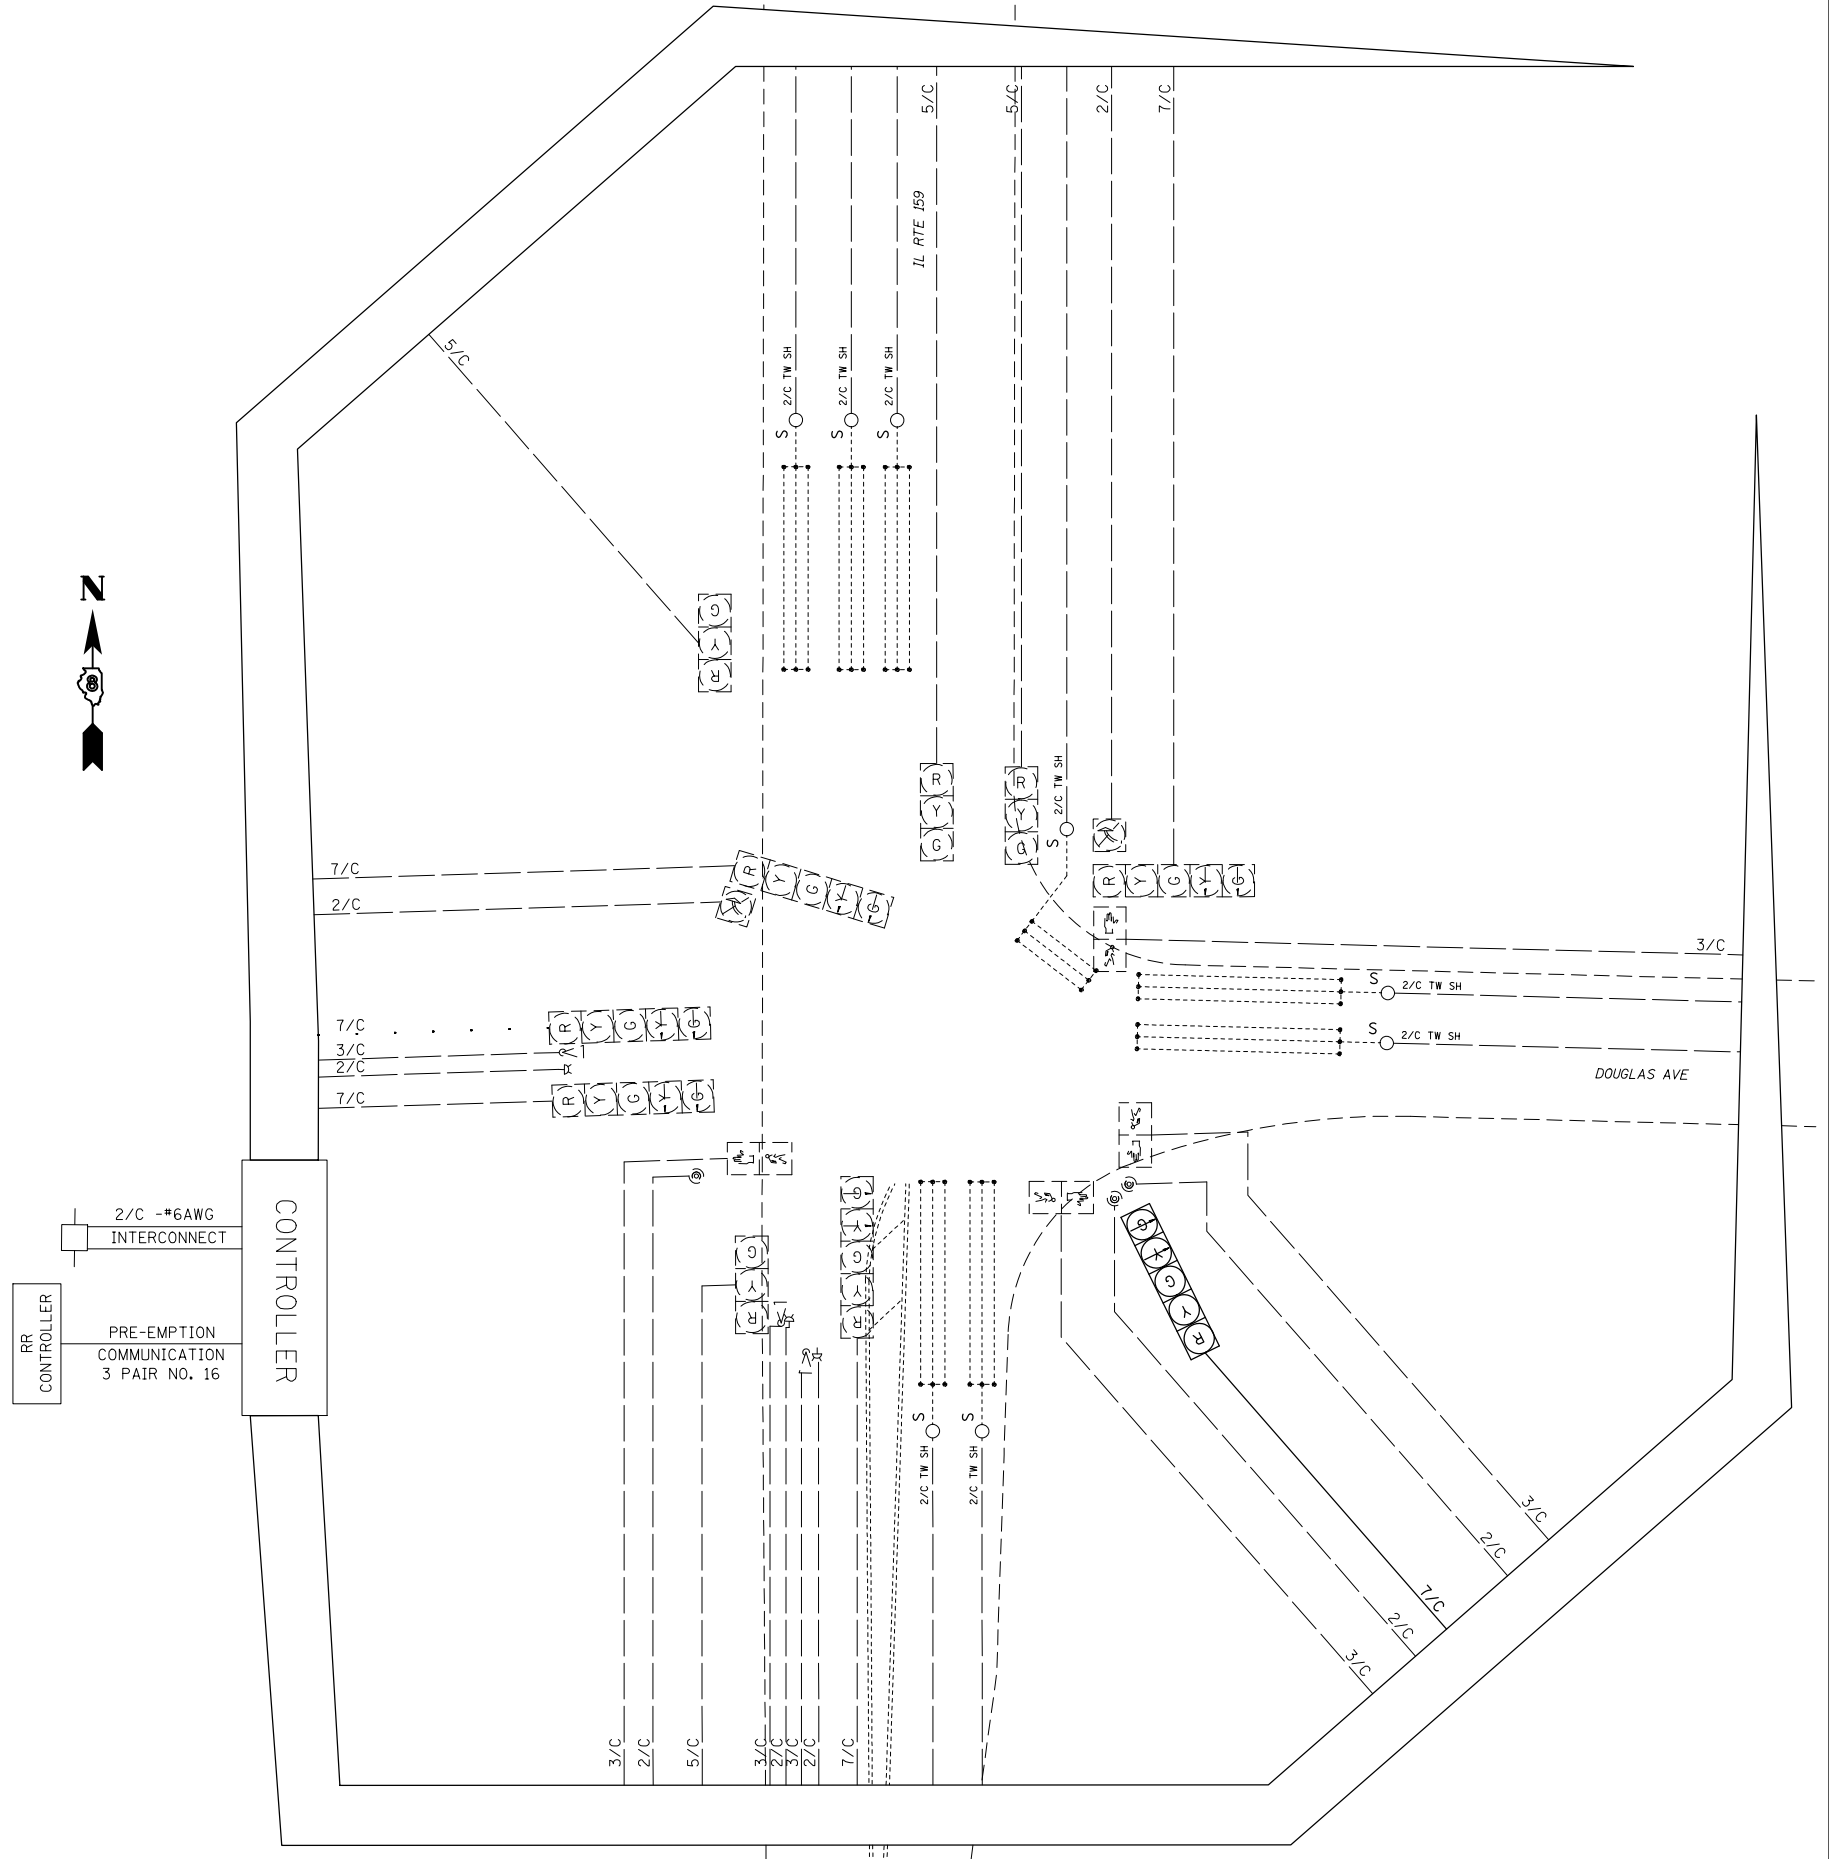 5/C
5/C
2/C
7/C
IL RTE 159
5/C
2/C TW SH
2/C TW SH
2/C TW SH
S
S
S
N
8
G
Y
R
R
Y
G
R
Y
G
2/C TW SH
S
7/C
2/C
R Y G Y G
R Y G Y G
3/C
S
2/C TW SH
S
2/C TW SH
DOUGLAS AVE
7/C
R Y G Y G
3/C
2/C
7/C
R Y G Y G
CONTROLLER
2/C -#6AWG
INTERCONNECT
RR
CONTROLLER
PRE-EMPTION
COMMUNICATION
3 PAIR NO. 16
G
Y
R
G
Y
G
Y
R
G
Y
G
Y
R
S
S
2/C TW SH
2/C TW SH
3/C
2/C
7/C
2/C
3/C
3/C
2/C
5/C
3/C
2/C
3/C
2/C
7/C